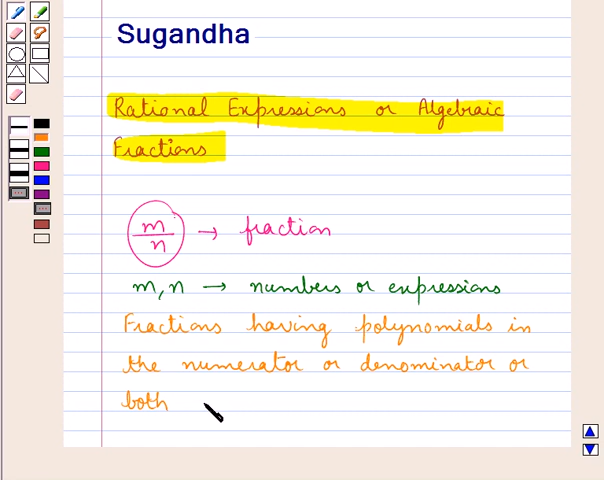 Sugandha
Rational Expressions or Algebraic
Fractions
m/n → fraction
m, n → numbers or expressions
Fractions having polynomials in
the numerator or denominator or
both